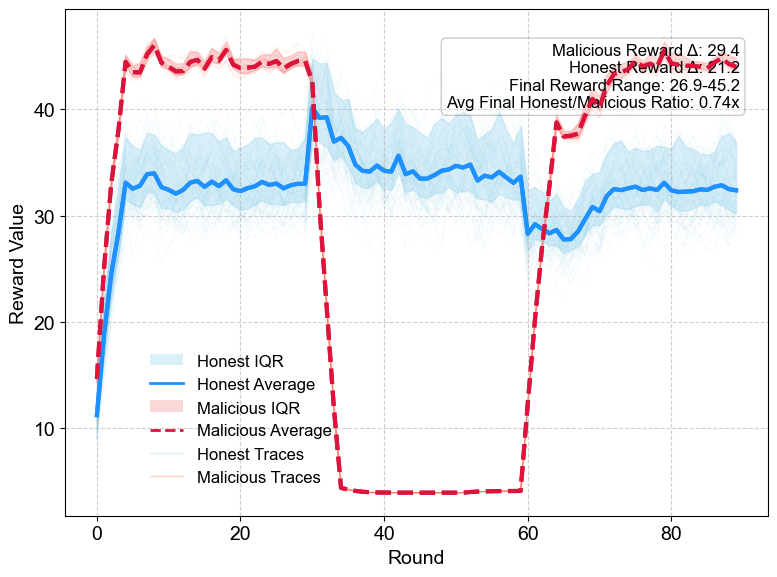 Malicious Reward Δ: 29.4
Honest Reward Δ: 21.2
Final Reward Range: 26.9-45.2
Avg Final Honest/Malicious Ratio: 0.74x
40
30
20
10
Reward Value
Honest IQR
Honest Average
Malicious IQR
Malicious Average
Honest Traces
Malicious Traces
0 20 40 60 80
Round